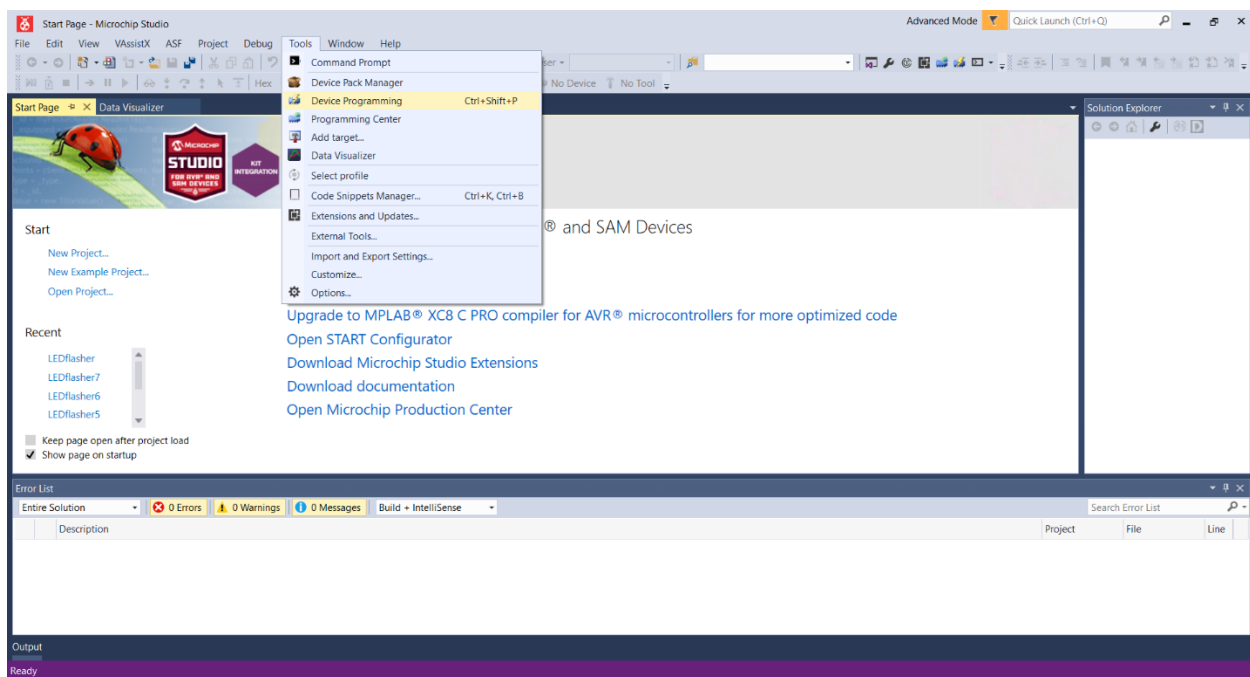 Start Page - Microchip Studio
Advanced Mode
Quick Launch (Ctrl+Q)
File Edit View VAssistX ASF Project Debug Tools Window Help
Hex
No Device
No Tool
Command Prompt
Device Pack Manager
Device Programming Ctrl+Shift+P
Programming Center
Add target...
Data Visualizer
Select profile
Code Snippets Manager... Ctrl+K, Ctrl+B
Extensions and Updates...
External Tools...
Import and Export Settings...
Customize...
Options...
Start Page Data Visualizer
MICROCHIP
STUDIO
FOR AVR® AND
SAM DEVICES
KIT
INTEGRATION
® and SAM Devices
Start
New Project...
New Example Project...
Open Project...
Recent
LEDflasher
LEDflasher7
LEDflasher6
LEDflasher5
Keep page open after project load
Show page on startup
Upgrade to MPLAB® XC8 C PRO compiler for AVR® microcontrollers for more optimized code
Open START Configurator
Download Microchip Studio Extensions
Download documentation
Open Microchip Production Center
Solution Explorer
Error List
Entire Solution 0 Errors 0 Warnings 0 Messages Build + IntelliSense
Search Error List
Description Project File Line
Output
Ready